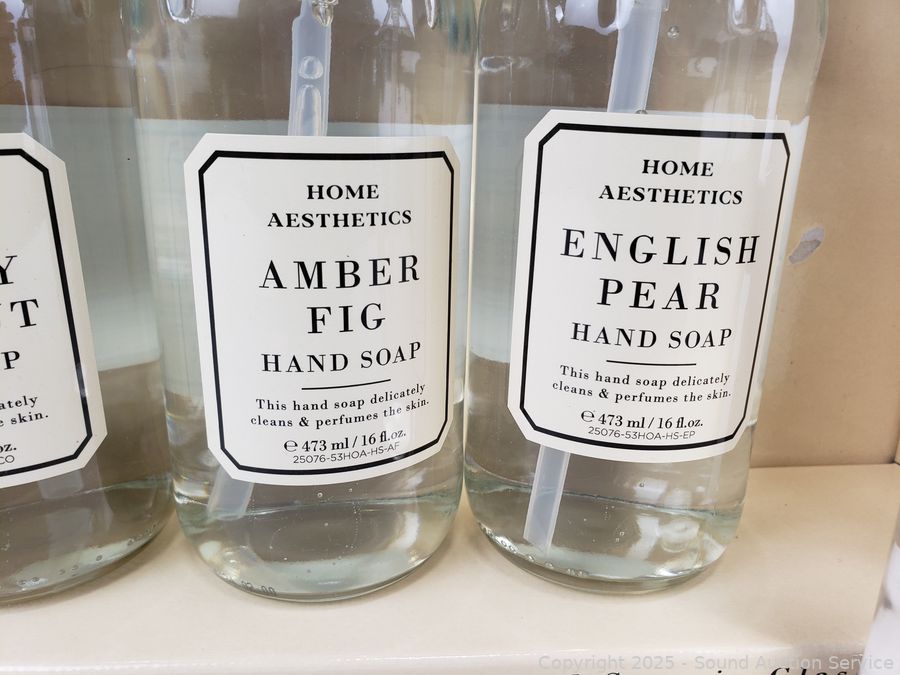 HOME
AESTHETICS
AMBER
FIG
HAND SOAP
This hand soap delicately
cleans & perfumes the skin.
℮ 473 ml / 16 fl.oz.
25076-53HOA-HS-AF
HOME
AESTHETICS
ENGLISH
PEAR
HAND SOAP
This hand soap delicately
cleans & perfumes the skin.
℮ 473 ml / 16 fl.oz.
25076-53HOA-HS-EP
skin.
oz.
Copyright 2025 - Sound Auction Service